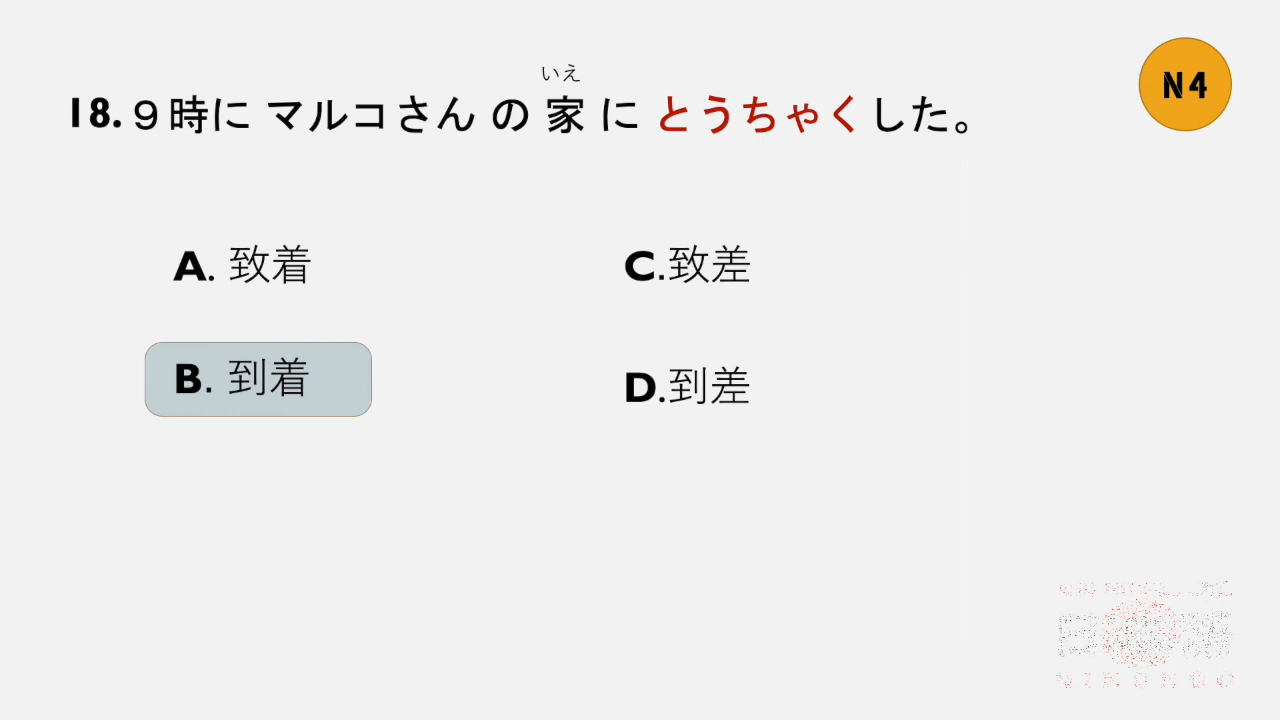 N4
いえ
18.９時に マルコさん の 家 に とうちゃくした。
A. 致着
C.致差
B. 到着
D.到差